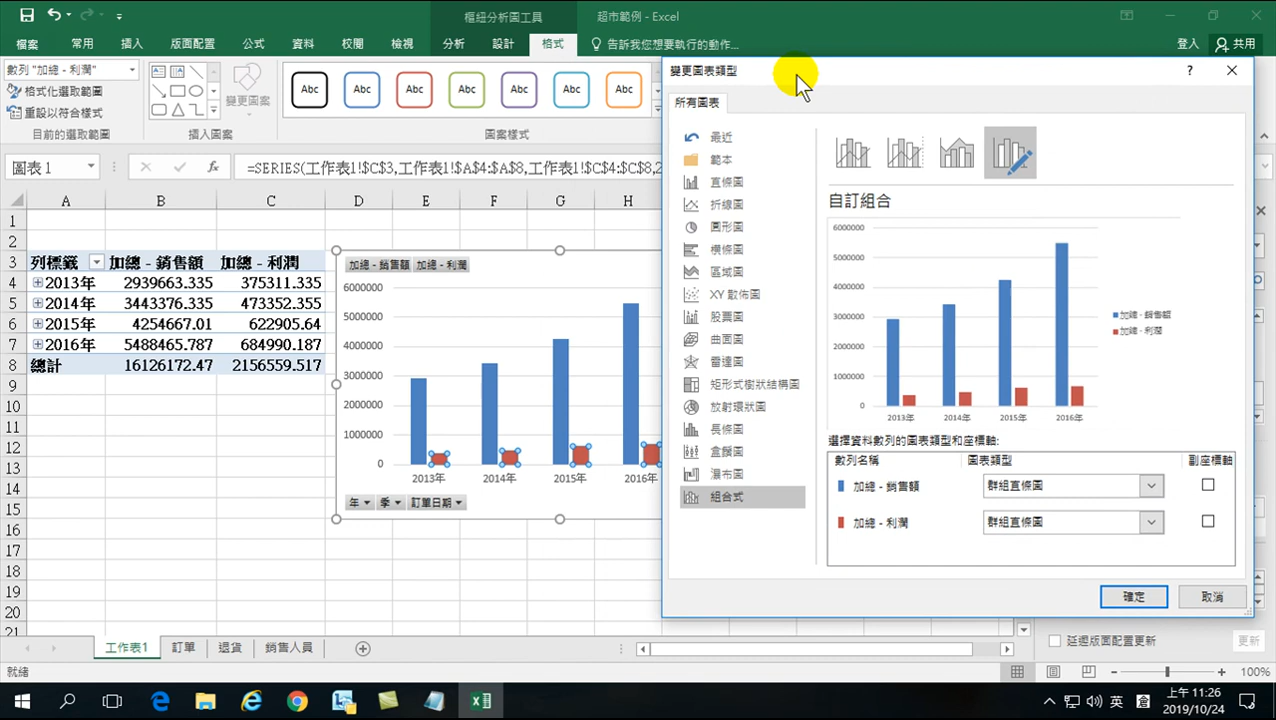 樞紐分析圖工具
超市範例 - Excel
檔案 常用 插入 版面配置 公式 資料 校閱 檢視 分析 設計 格式 告訴我您想要執行的動作... 登入 共用
數列 "加總 - 利潤"
格式化選取範圍
重設以符合樣式
目前的選取範圍
變更圖案
插入圖案
Abc Abc Abc Abc Abc Abc Abc
圖案樣式
圖表 1
fx
=SERIES(工作表1!$C$3,工作表1!$A$4:$A$8,工作表1!$C$4:$C$8,2
A B C D E F G H
1
2
3 列標籤 加總 - 銷售額 加總 - 利潤
4 2013年 2939663.335 375311.335
5 2014年 3443376.335 473352.355
6 2015年 4254667.01 622905.64
7 2016年 5488465.787 684990.187
8 總計 16126172.47 2156559.517
9
10
11
12
13
14
15
16
17
18
19
20
21
加總 - 銷售額 加總 - 利潤
6000000
5000000
4000000
3000000
2000000
1000000
0
2013年 2014年 2015年 2016年
年 季 訂單日期
變更圖表類型
?
所有圖表
最近
範本
直條圖
折線圖
圓形圖
橫條圖
區域圖
XY 散佈圖
股票圖
曲面圖
雷達圖
矩形式樹狀結構圖
放射環狀圖
長條圖
盒鬚圖
瀑布圖
組合式
自訂組合
6000000
5000000
4000000
3000000
2000000
1000000
0
2013年 2014年 2015年 2016年
加總 - 銷售額
加總 - 利潤
選擇資料數列的圖表類型和座標軸:
數列名稱 圖表類型 副座標軸
加總 - 銷售額 群組直條圖
加總 - 利潤 群組直條圖
確定 取消
工作表1 訂單 退貨 銷售人員
延遲版面配置更新 更新
就緒
100%
英
倉
上午 11:26
2019/10/24